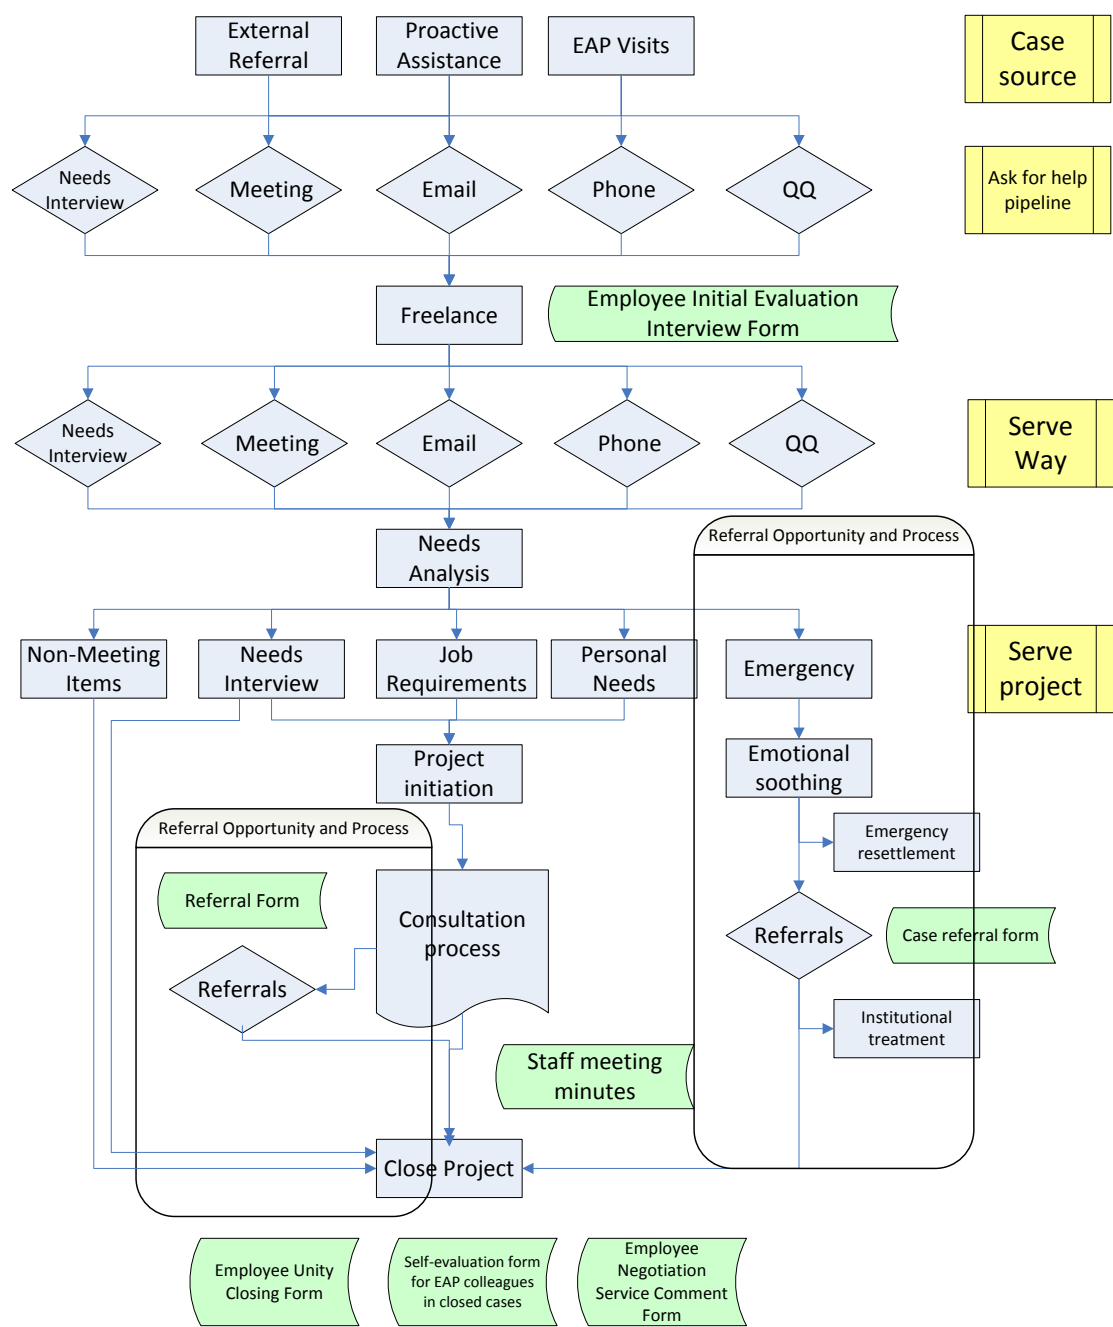 External
Referral
Proactive
Assistance
EAP Visits
Case
source
Needs
Interview
Meeting
Email
Phone
QQ
Ask for help
pipeline
Freelance
Employee Initial Evaluation
Interview Form
Needs
Interview
Meeting
Email
Phone
QQ
Serve
Way
Needs
Analysis
Referral Opportunity and Process
Non-Meeting
Items
Needs
Interview
Job
Requirements
Personal
Needs
Emergency
Serve
project
Project
initiation
Emotional
soothing
Referral Opportunity and Process
Emergency
resettlement
Referral Form
Consultation
process
Referrals
Case referral form
Referrals
Institutional
treatment
Staff meeting
minutes
Close Project
Employee Unity
Closing Form
Self-evaluation form
for EAP colleagues
in closed cases
Employee
Negotiation
Service Comment
Form